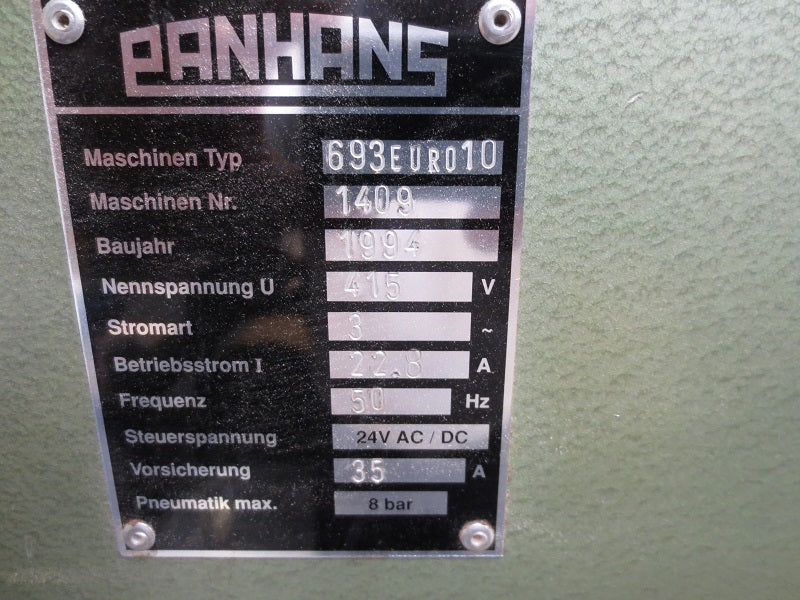 PANHANS
Maschinen Typ 693EURO10
Maschinen Nr. 1409
Baujahr 1994
Nennspannung U 415 V
Stromart 3 ~
Betriebsstrom I 22.8 A
Frequenz 50 Hz
Steuerspannung 24V AC / DC
Vorsicherung 35 A
Pneumatik max. 8 bar